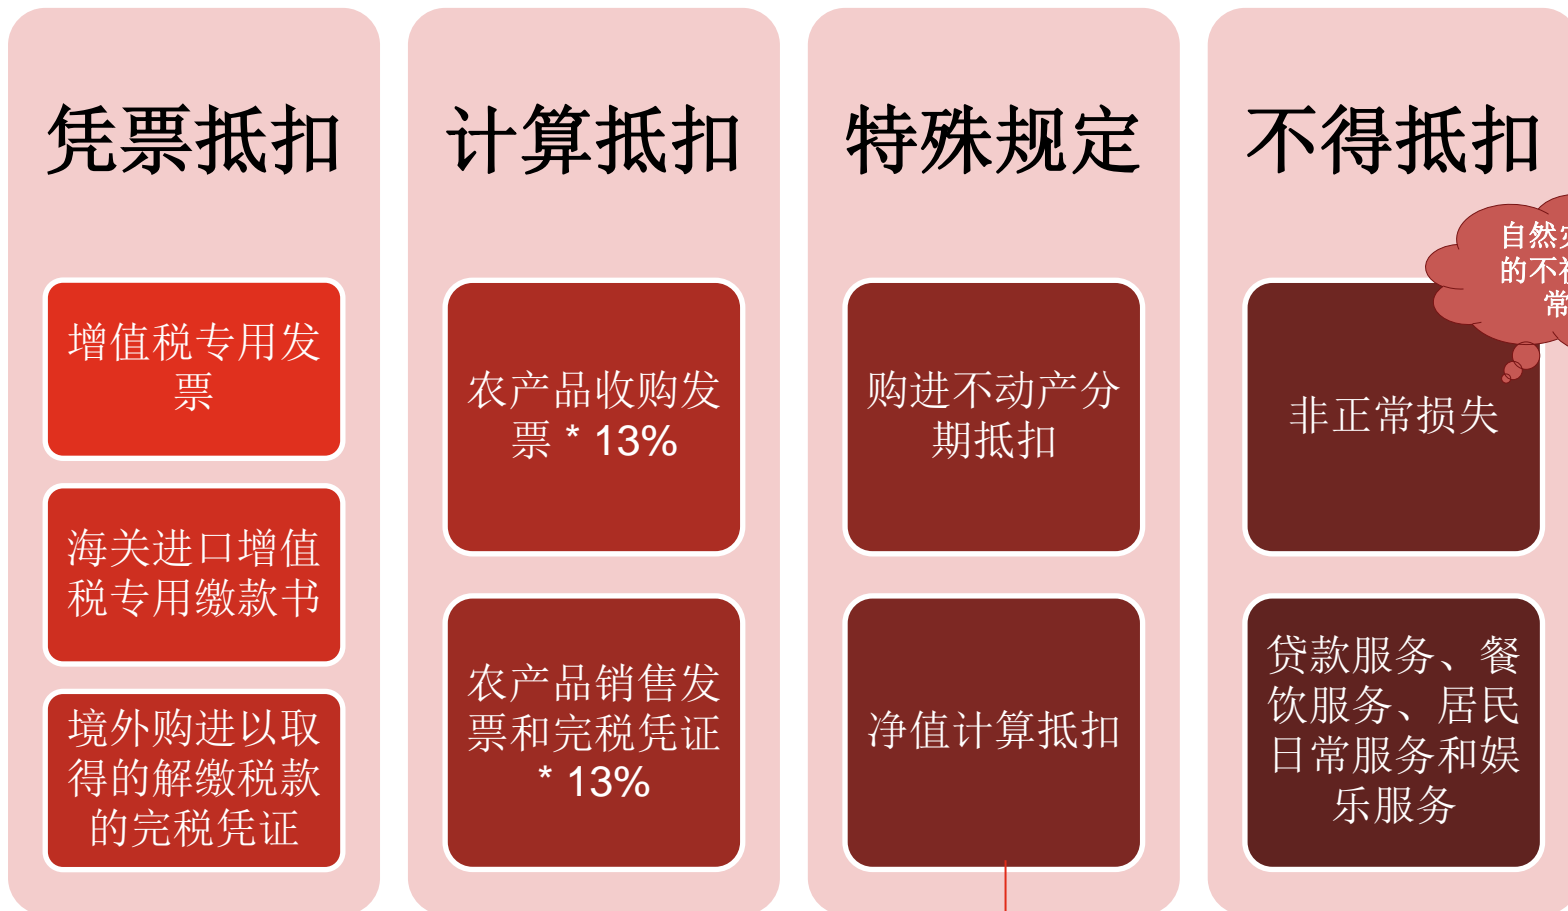 凭票抵扣
增值税专用发
票
海关进口增值
税专用缴款书
境外购进以取
得的解缴税款
的完税凭证
计算抵扣
农产品收购发
票 * 13%
农产品销售发
票和完税凭证
* 13%
特殊规定
购进不动产分
期抵扣
净值计算抵扣
不得抵扣
自然
的不
常
非正常损失
贷款服务、餐
饮服务、居民
日常服务和娱
乐服务